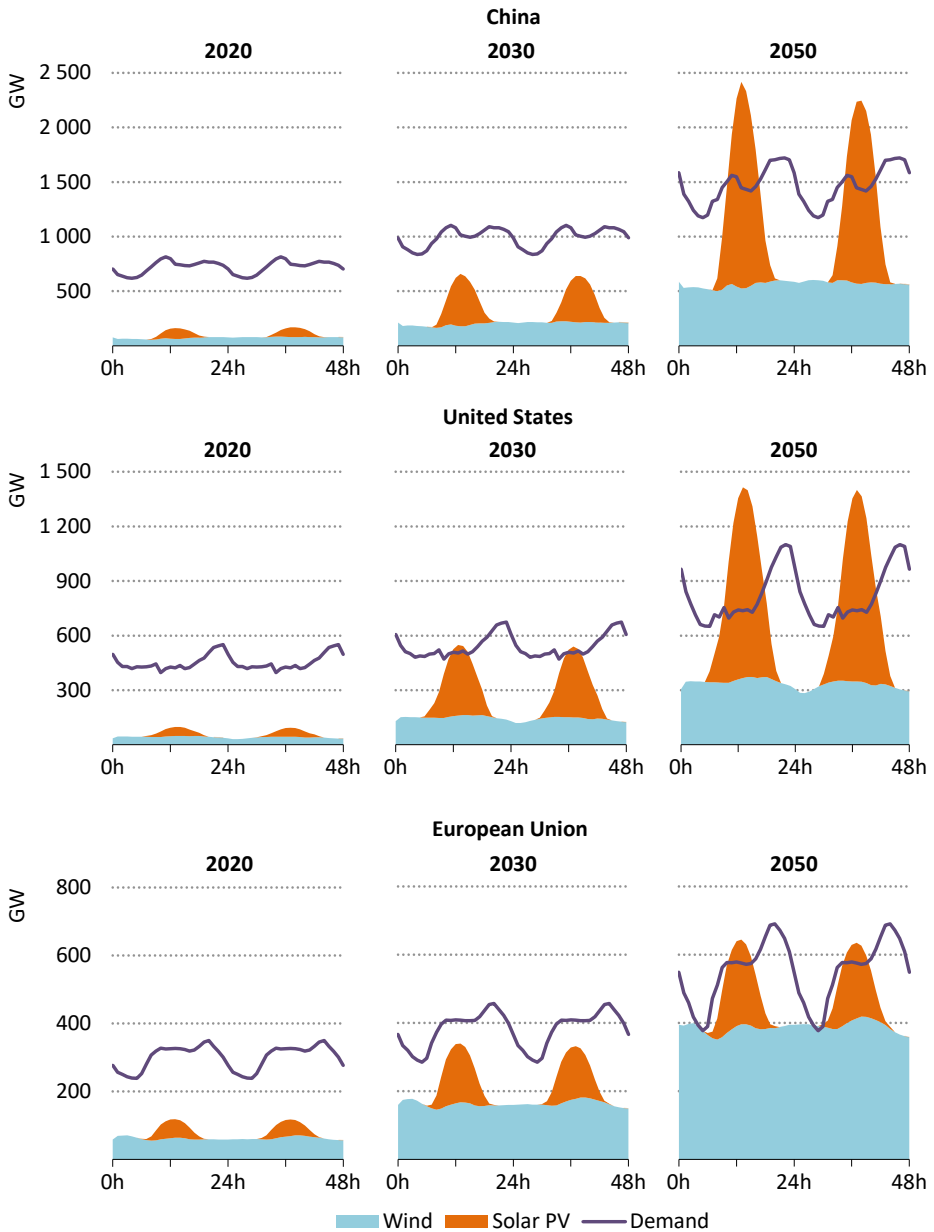 China
2020 2030 2050
GW
2 500
2 000
1 500
1 000
500
0h 24h 48h 0h 24h 48h 0h 24h 48h
United States
2020 2030 2050
GW
1 500
1 200
900
600
300
0h 24h 48h 0h 24h 48h 0h 24h 48h
European Union
2020 2030 2050
GW
800
600
400
200
0h 24h 48h 0h 24h 48h 0h 24h 48h
Wind Solar PV Demand